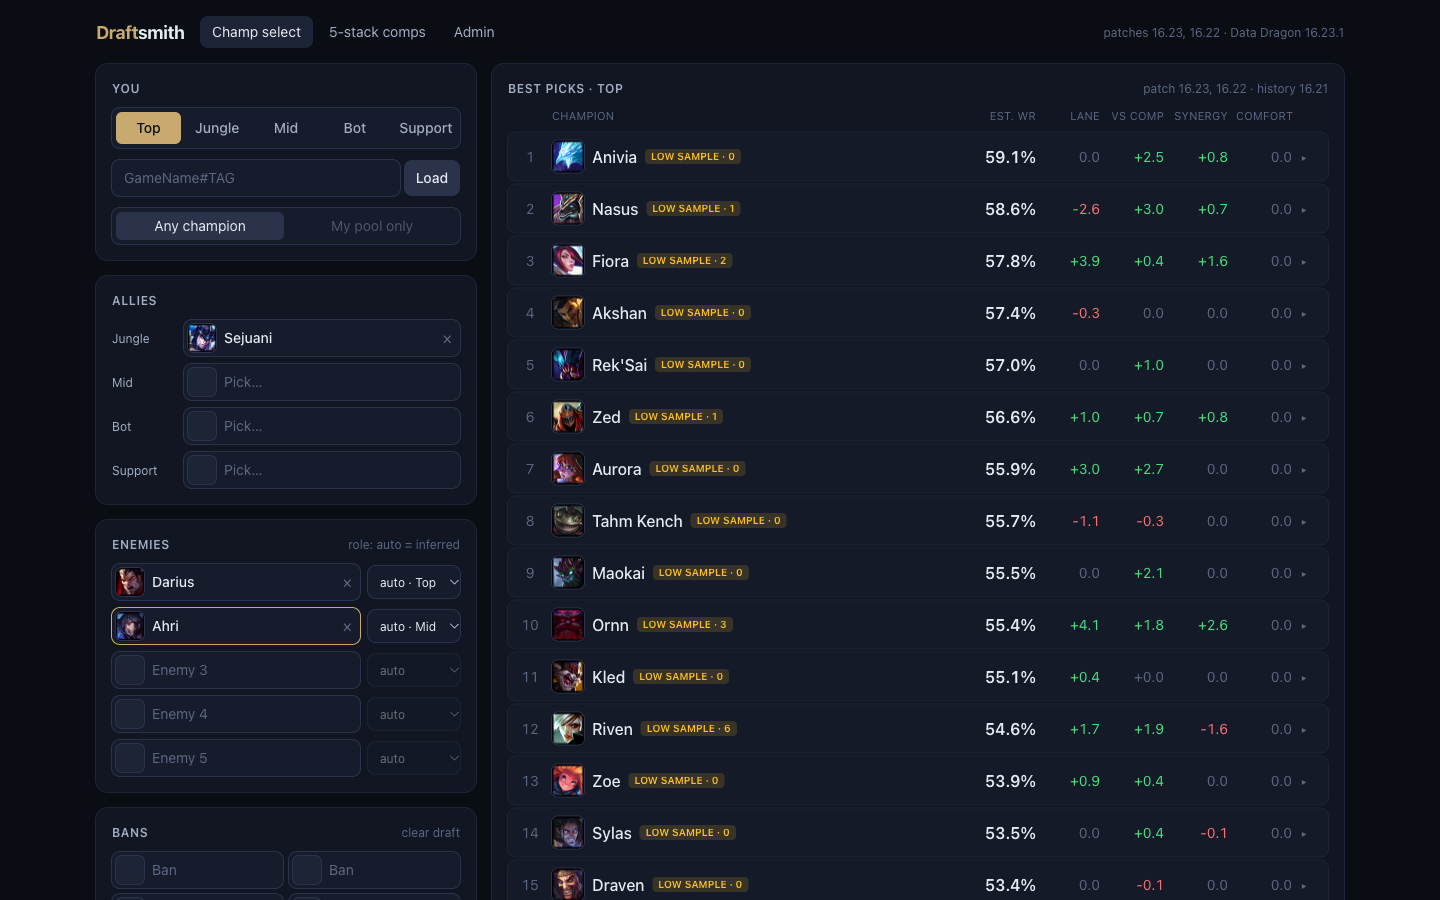 Draftsmith Champ select 5-stack comps Admin patches 16.23, 16.22 · Data Dragon 16.23.1
YOU
Top Jungle Mid Bot Support
GameName#TAG Load
Any champion My pool only
ALLIES
Jungle Sejuani ×
Mid Pick...
Bot Pick...
Support Pick...
ENEMIES role: auto = inferred
Darius × auto · Top
Ahri × auto · Mid
Enemy 3 auto
Enemy 4 auto
Enemy 5 auto
BANS clear draft
Ban Ban
BEST PICKS · TOP patch 16.23, 16.22 · history 16.21
CHAMPION EST. WR LANE VS COMP SYNERGY COMFORT
1 Anivia LOW SAMPLE · 0 59.1% 0.0 +2.5 +0.8 0.0 ▸
2 Nasus LOW SAMPLE · 1 58.6% -2.6 +3.0 +0.7 0.0 ▸
3 Fiora LOW SAMPLE · 2 57.8% +3.9 +0.4 +1.6 0.0 ▸
4 Akshan LOW SAMPLE · 0 57.4% -0.3 0.0 0.0 0.0 ▸
5 Rek'Sai LOW SAMPLE · 0 57.0% 0.0 +1.0 0.0 0.0 ▸
6 Zed LOW SAMPLE · 1 56.6% +1.0 +0.7 +0.8 0.0 ▸
7 Aurora LOW SAMPLE · 0 55.9% +3.0 +2.7 0.0 0.0 ▸
8 Tahm Kench LOW SAMPLE · 0 55.7% -1.1 -0.3 0.0 0.0 ▸
9 Maokai LOW SAMPLE · 0 55.5% 0.0 +2.1 0.0 0.0 ▸
10 Ornn LOW SAMPLE · 3 55.4% +4.1 +1.8 +2.6 0.0 ▸
11 Kled LOW SAMPLE · 0 55.1% +0.4 +0.0 0.0 0.0 ▸
12 Riven LOW SAMPLE · 6 54.6% +1.7 +1.9 -1.6 0.0 ▸
13 Zoe LOW SAMPLE · 0 53.9% +0.9 +0.4 0.0 0.0 ▸
14 Sylas LOW SAMPLE · 0 53.5% 0.0 +0.4 -0.1 0.0 ▸
15 Draven LOW SAMPLE · 0 53.4% 0.0 -0.1 0.0 0.0 ▸